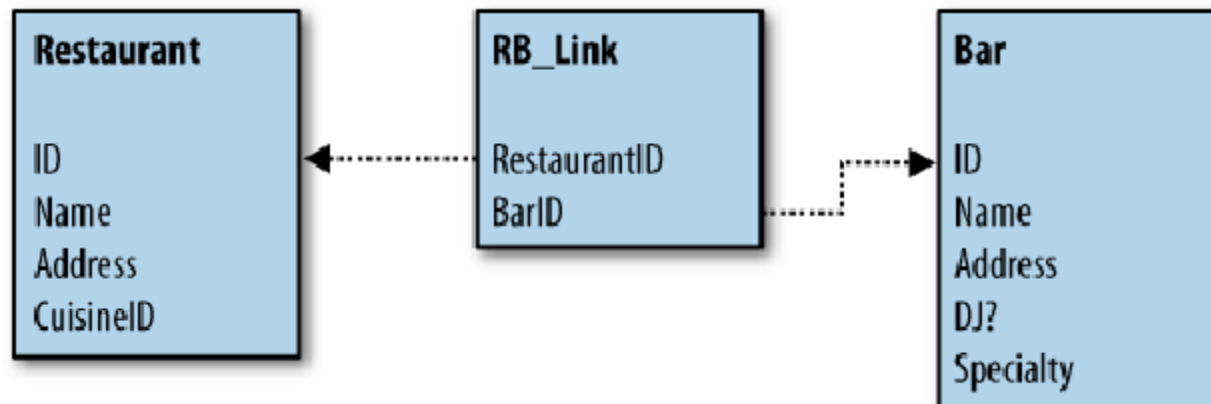 Restaurant
ID
Name
Address
CuisineID
RB_Link
RestaurantID
BarID
Bar
ID
Name
Address
DJ?
Specialty